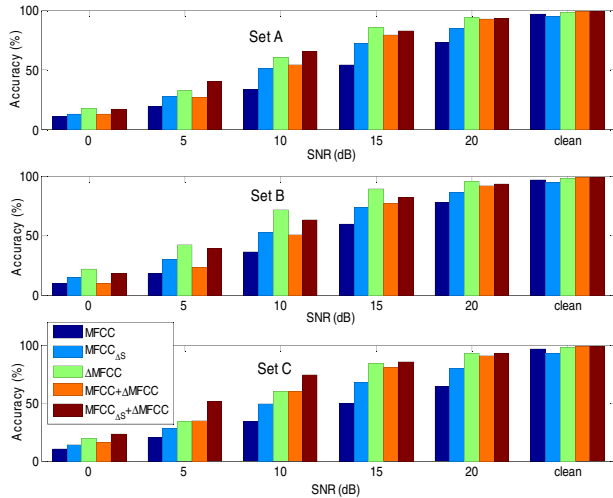 Set A
Accuracy (%)
100
50
0
0 5 10 15 20 clean
SNR (dB)
Set B
Accuracy (%)
100
50
0
0 5 10 15 20 clean
SNR (dB)
Set C
Accuracy (%)
100
50
0
MFCC
MFCC_ΔS
ΔMFCC
MFCC+ΔMFCC
MFCC_ΔS+ΔMFCC
0 5 10 15 20 clean
SNR (dB)